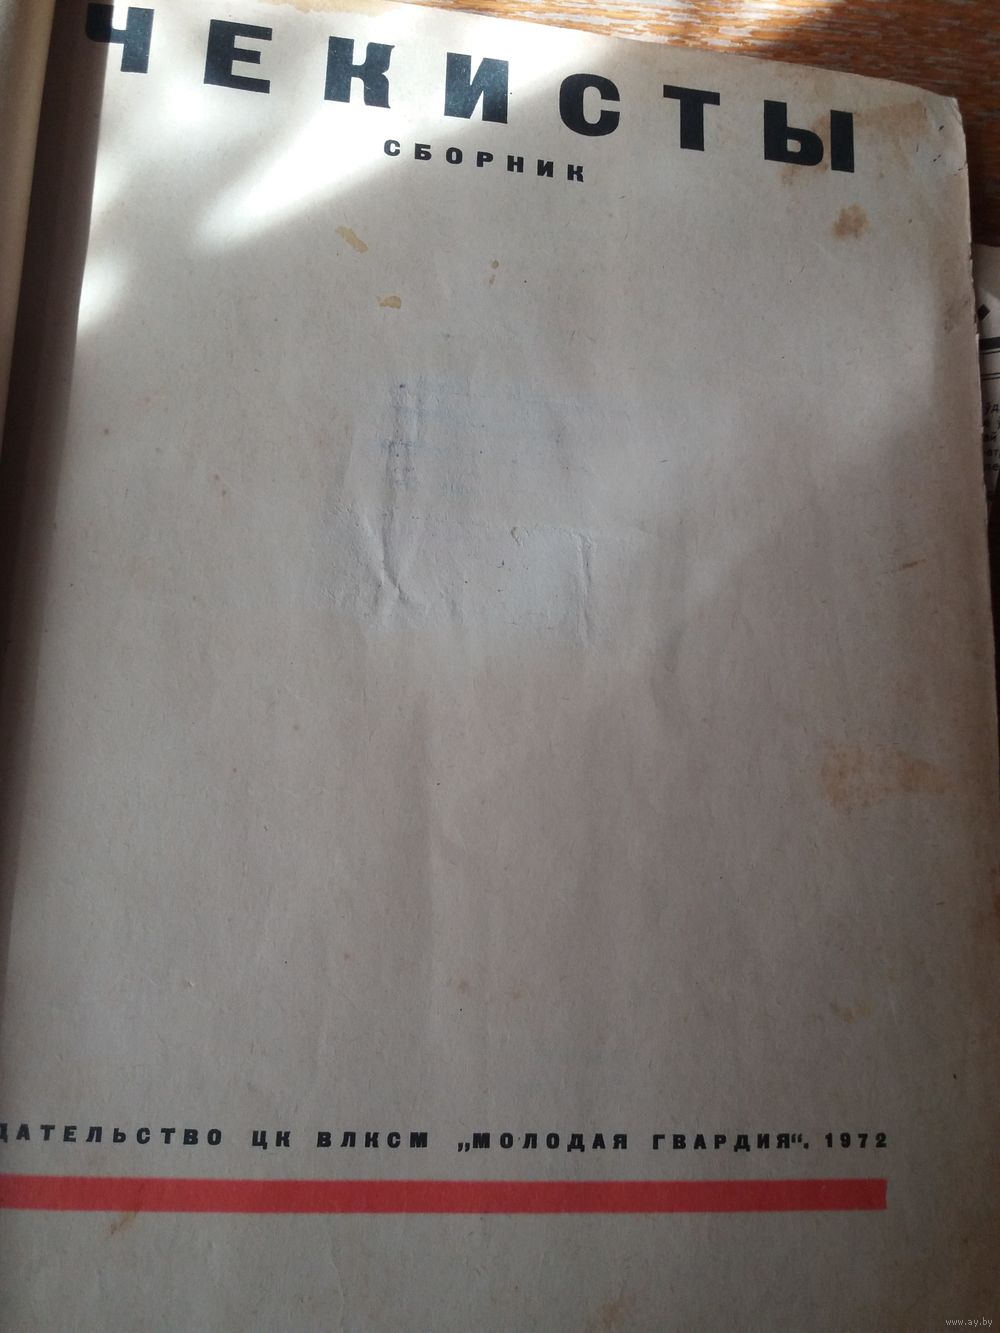 ЧЕКИСТЫ
СБОРНИК
ДАТЕЛЬСТВО ЦК ВЛКСМ „МОЛОДАЯ ГВАРДИЯ“. 1972
www.ay.by